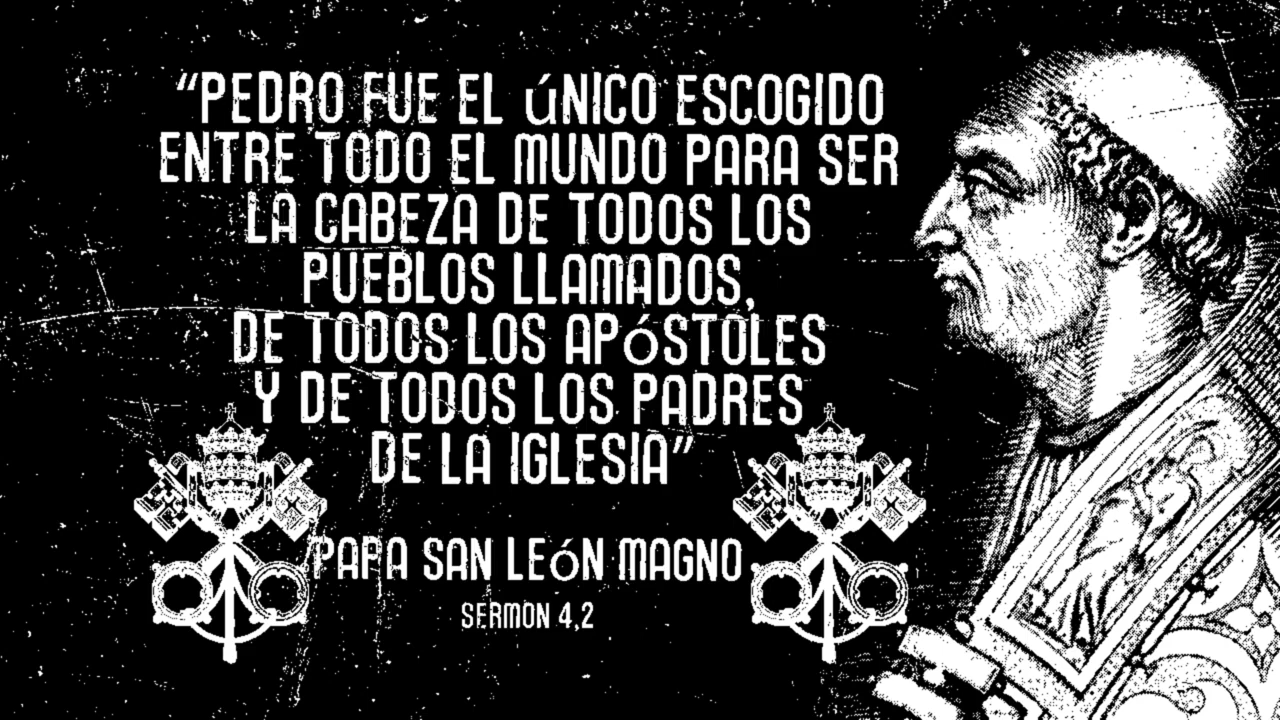 “PEDRO FUE EL ÚNICO ESCOGIDO
ENTRE TODO EL MUNDO PARA SER
LA CABEZA DE TODOS LOS
PUEBLOS LLAMADOS,
DE TODOS LOS APÓSTOLES
Y DE TODOS LOS PADRES
DE LA IGLESIA”
PAPA SAN LEÓN MAGNO
SERMON 4,2